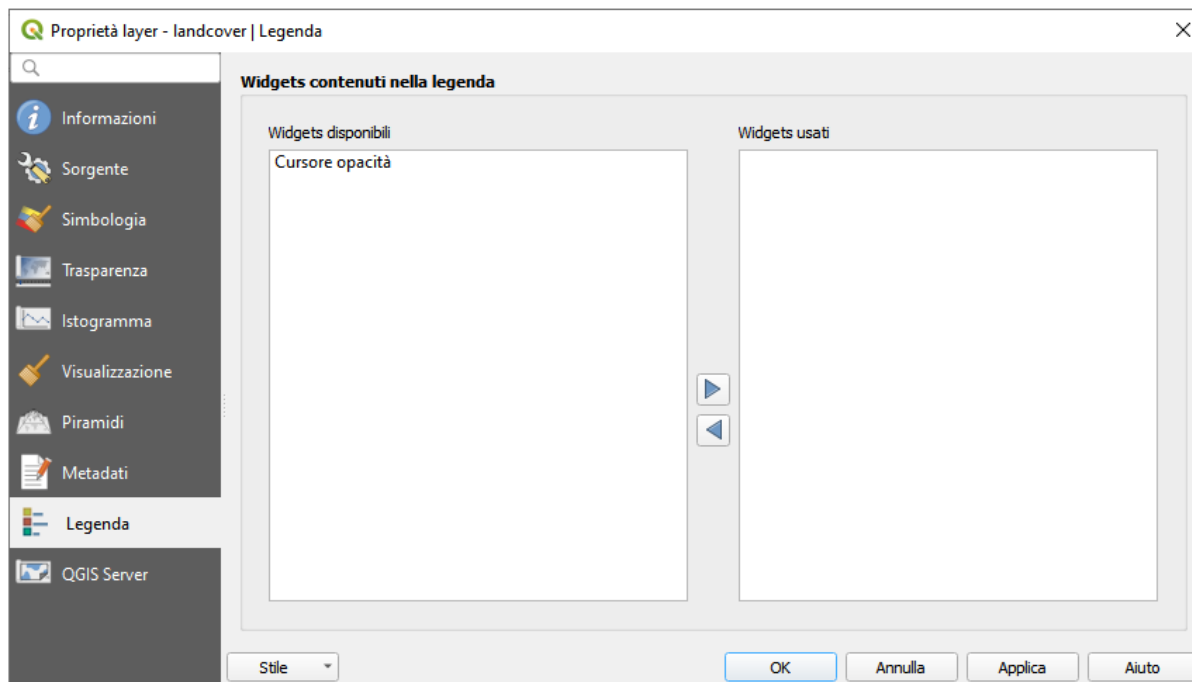 Proprietà layer - landcover | Legenda
Informazioni
Sorgente
Simbologia
Trasparenza
Istogramma
Visualizzazione
Piramidi
Metadati
Legenda
QGIS Server
Widgets contenuti nella legenda
Widgets disponibili
Widgets usati
Cursore opacità
Stile
OK
Annulla
Applica
Aiuto